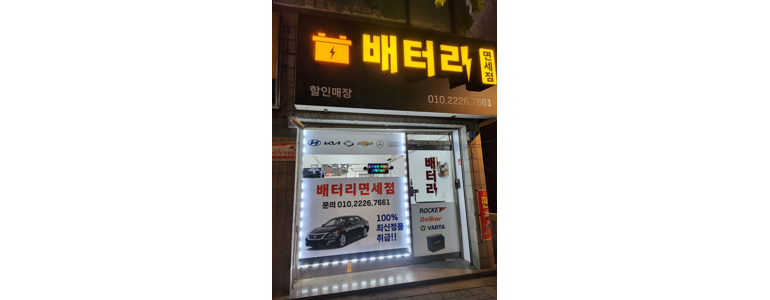 배터리
면세점
할인매장
010.2226.7661
KIA
배터리면세점
문의 010.2226.7661
100%
최신정품
취급!!
배터리
ROCKET
Delkor
VARTA